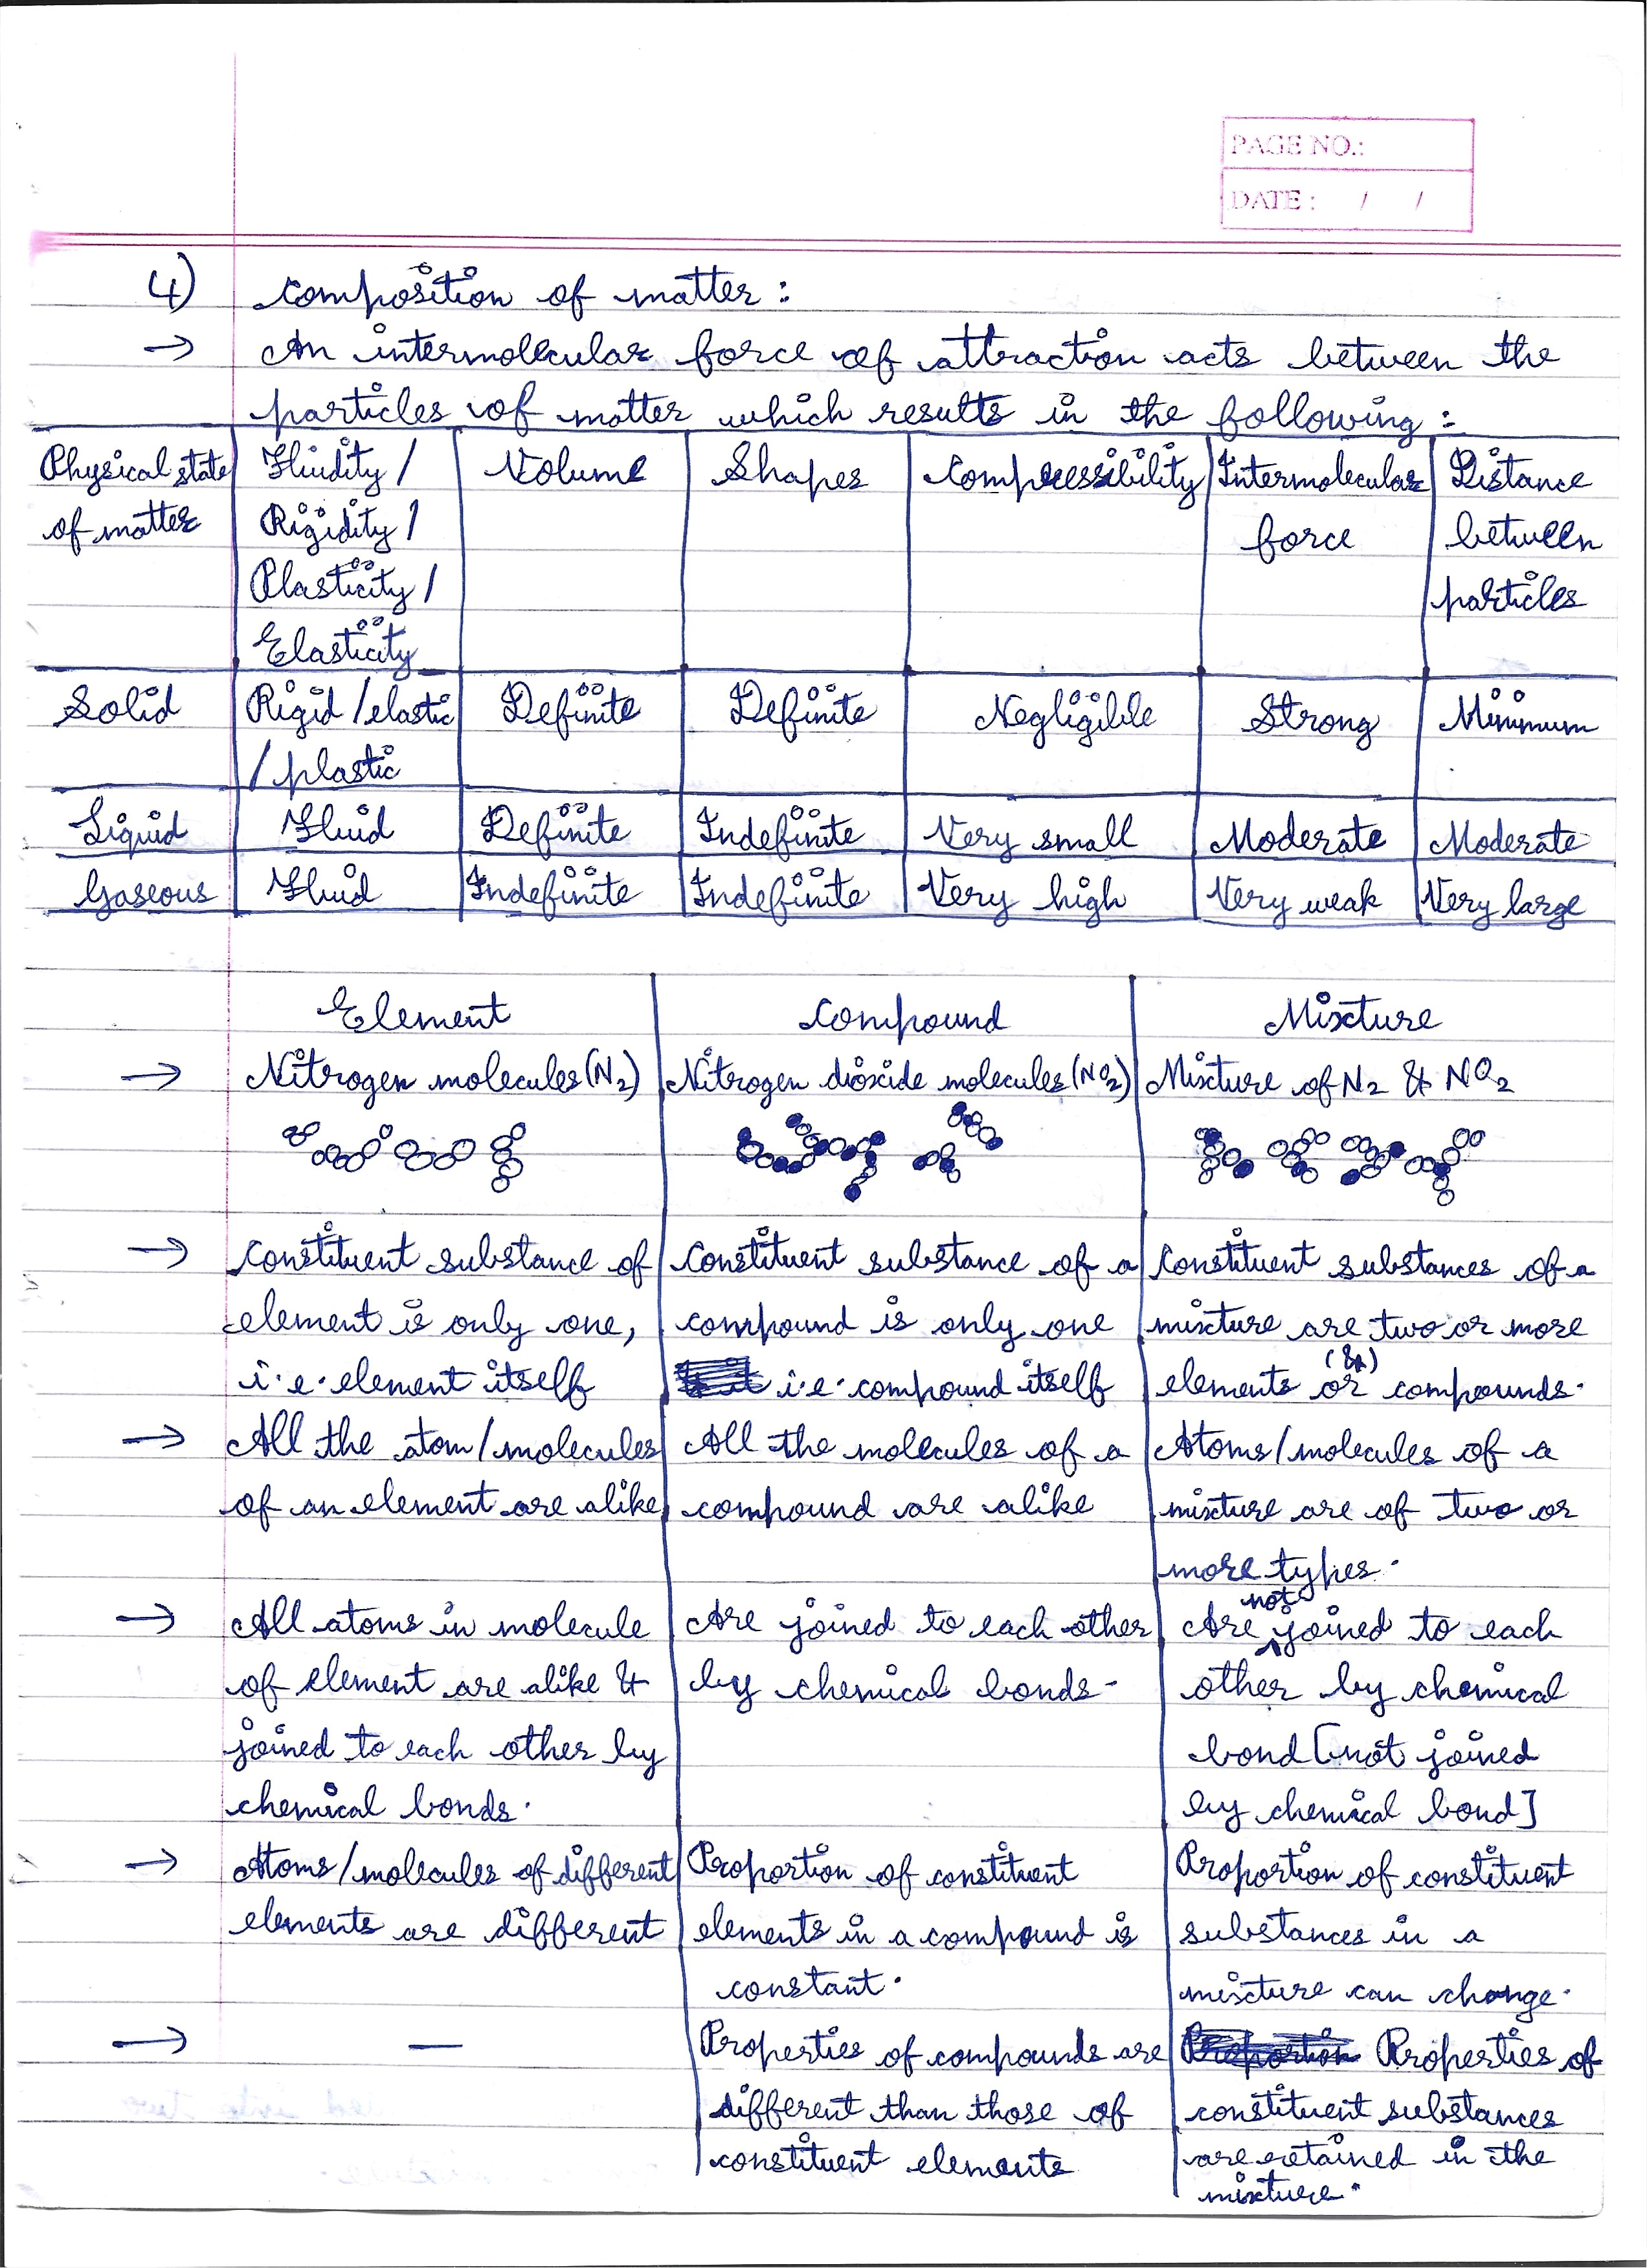 PAGE NO.:
DATE : / /
4) Composition of matter :
→ An intermolecular force of attraction acts between the
particles of matter which results in the following :
Physical state of matter | Fluidity / Rigidity / Plasticity / Elasticity | Volume | Shapes | Compressibility | Intermolecular force | Distance between particles
Solid | Rigid / elastic / plastic | Definite | Definite | Negligible | Strong | Minimum
Liquid | Fluid | Definite | Indefinite | Very small | Moderate | Moderate
Gaseous | Fluid | Indefinite | Indefinite | Very high | Very weak | Very large
Element | Compound | Mixture
→ Nitrogen molecules (N2) | Nitrogen dioxide molecules (NO2) | Mixture of N2 & NO2
→ Constituent substance of | Constituent substance of a | Constituent substances of a
element is only one, | compound is only one | mixture are two or more
i.e. element itself | i.e. compound itself | elements or (&) compounds.
→ All the atom/molecules | All the molecules of a | Atoms/molecules of a
of an element are alike, | compound are alike | mixture are of two or
more types.
→ All atoms in molecule | Are joined to each other | Are not joined to each
of element are alike & | by chemical bonds. | other by chemical
joined to each other by | bond [not joined
chemical bonds. | by chemical bond]
→ Atoms/molecules of different | Proportion of constituent | Proportion of constituent
elements are different | elements in a compound is | substances in a
constant. | mixture can change.
→ — | Properties of compounds are | Proportion Properties of
different than those of | constituent substances
constituent elements | are retained in the
mixture.